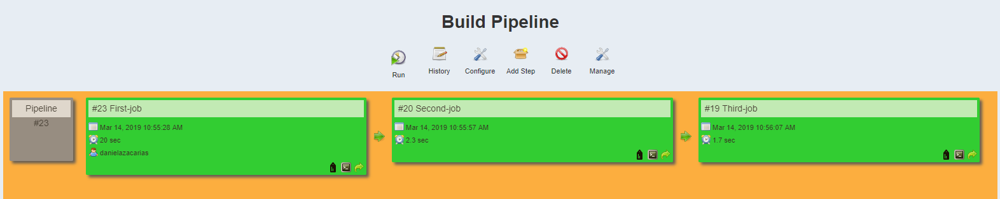 Build Pipeline
Run
History
Configure
Add Step
Delete
Manage
Pipeline
#23
#23 First-job
Mar 14, 2019 10:55:28 AM
20 sec
danielazacarias
#20 Second-job
Mar 14, 2019 10:55:57 AM
2.3 sec
#19 Third-job
Mar 14, 2019 10:56:07 AM
1.7 sec